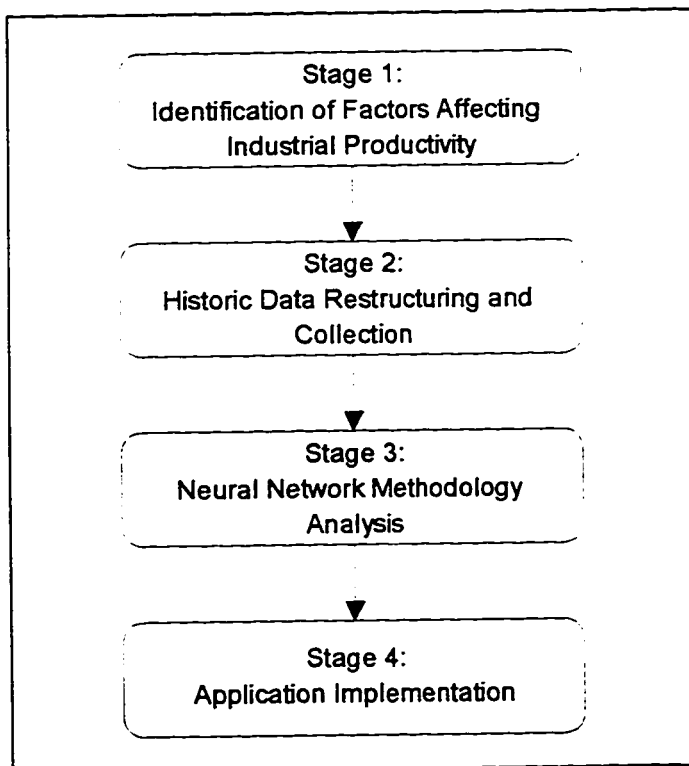 Stage 1:
Identification of Factors Affecting
Industrial Productivity
Stage 2:
Historic Data Restructuring and
Collection
Stage 3:
Neural Network Methodology
Analysis
Stage 4:
Application Implementation